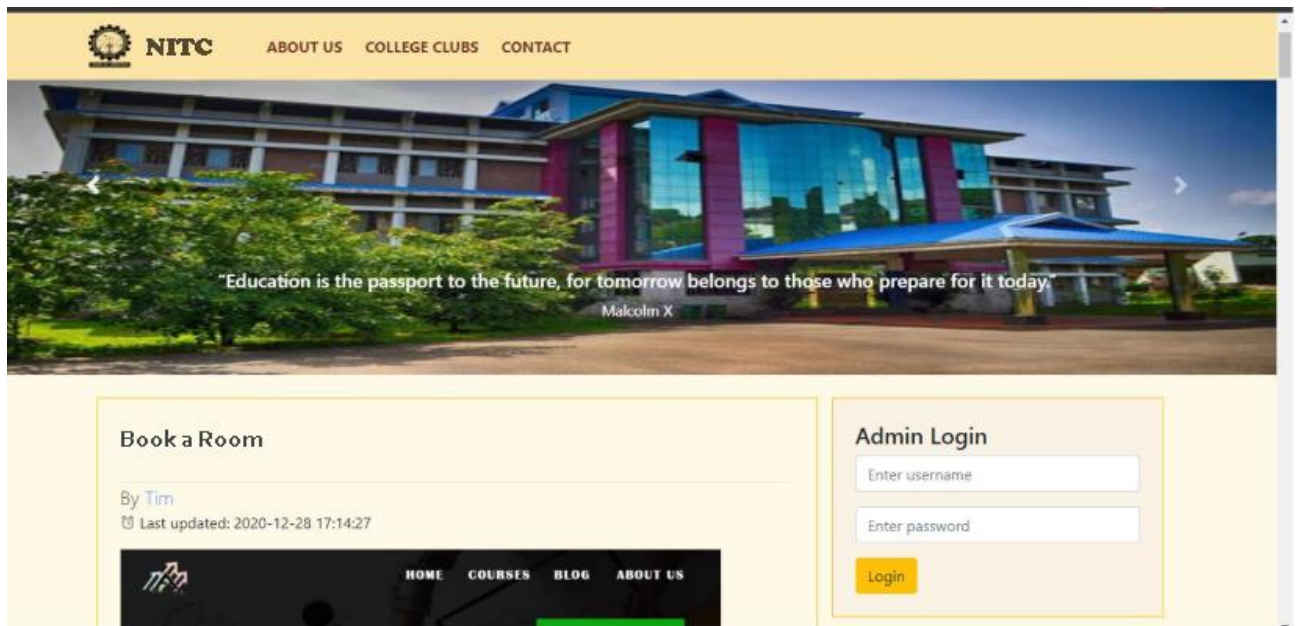 NITC ABOUT US COLLEGE CLUBS CONTACT
"Education is the passport to the future, for tomorrow belongs to those who prepare for it today."
Malcolm X
Book a Room
By Tim
Last updated: 2020-12-28 17:14:27
HOME COURSES BLOG ABOUT US
Admin Login
Enter username
Enter password
Login